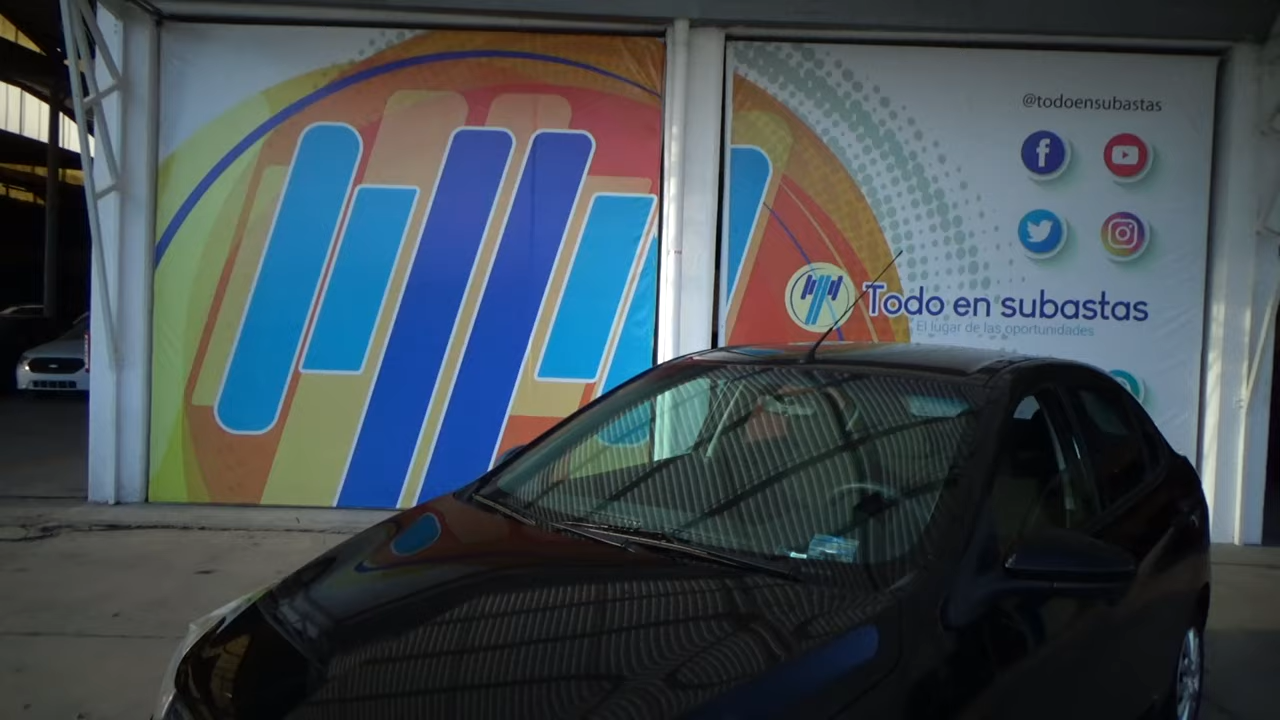 @todoensubastas
Todo en subastas
El lugar de las oportunidades